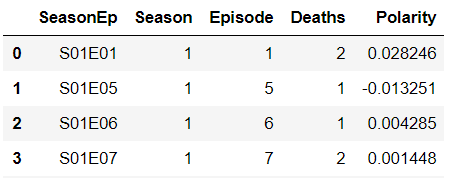 SeasonEp Season Episode Deaths Polarity
0 S01E01 1 1 2 0.028246
1 S01E05 1 5 1 -0.013251
2 S01E06 1 6 1 0.004285
3 S01E07 1 7 2 0.001448